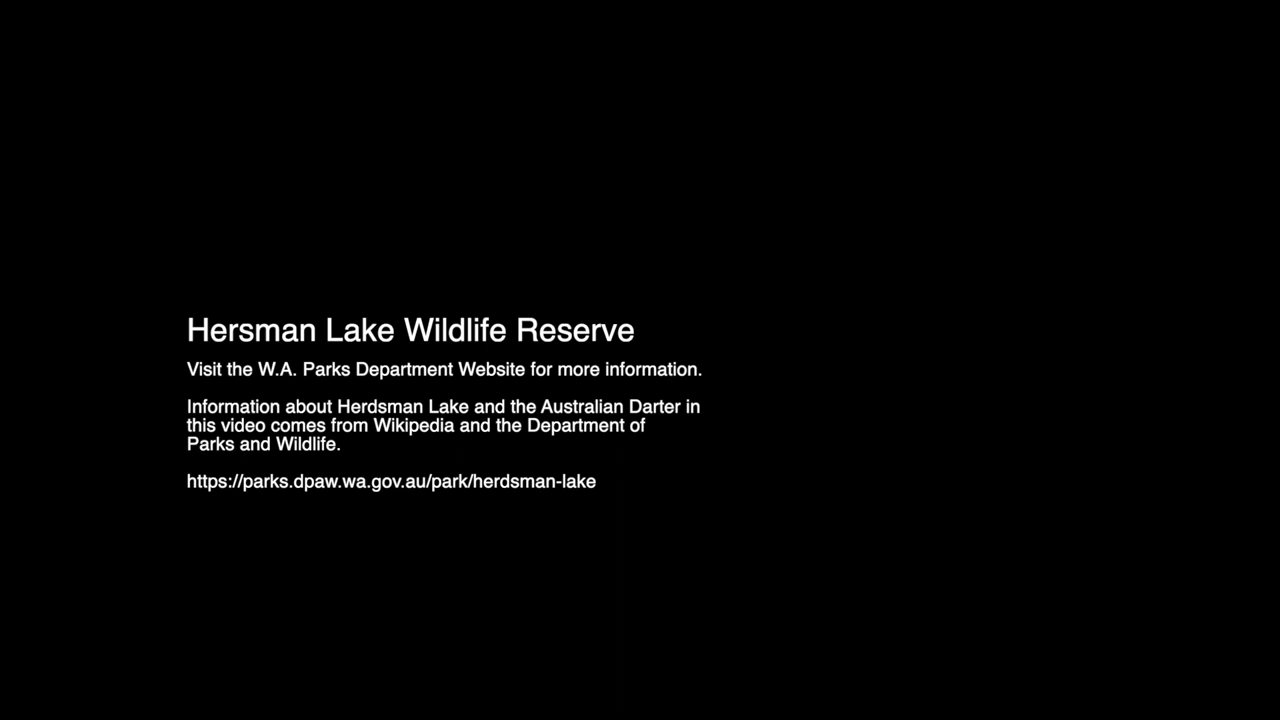 Hersman Lake Wildlife Reserve
Visit the W.A. Parks Department Website for more information.
Information about Herdsman Lake and the Australian Darter in
this video comes from Wikipedia and the Department of
Parks and Wildlife.
https://parks.dpaw.wa.gov.au/park/herdsman-lake